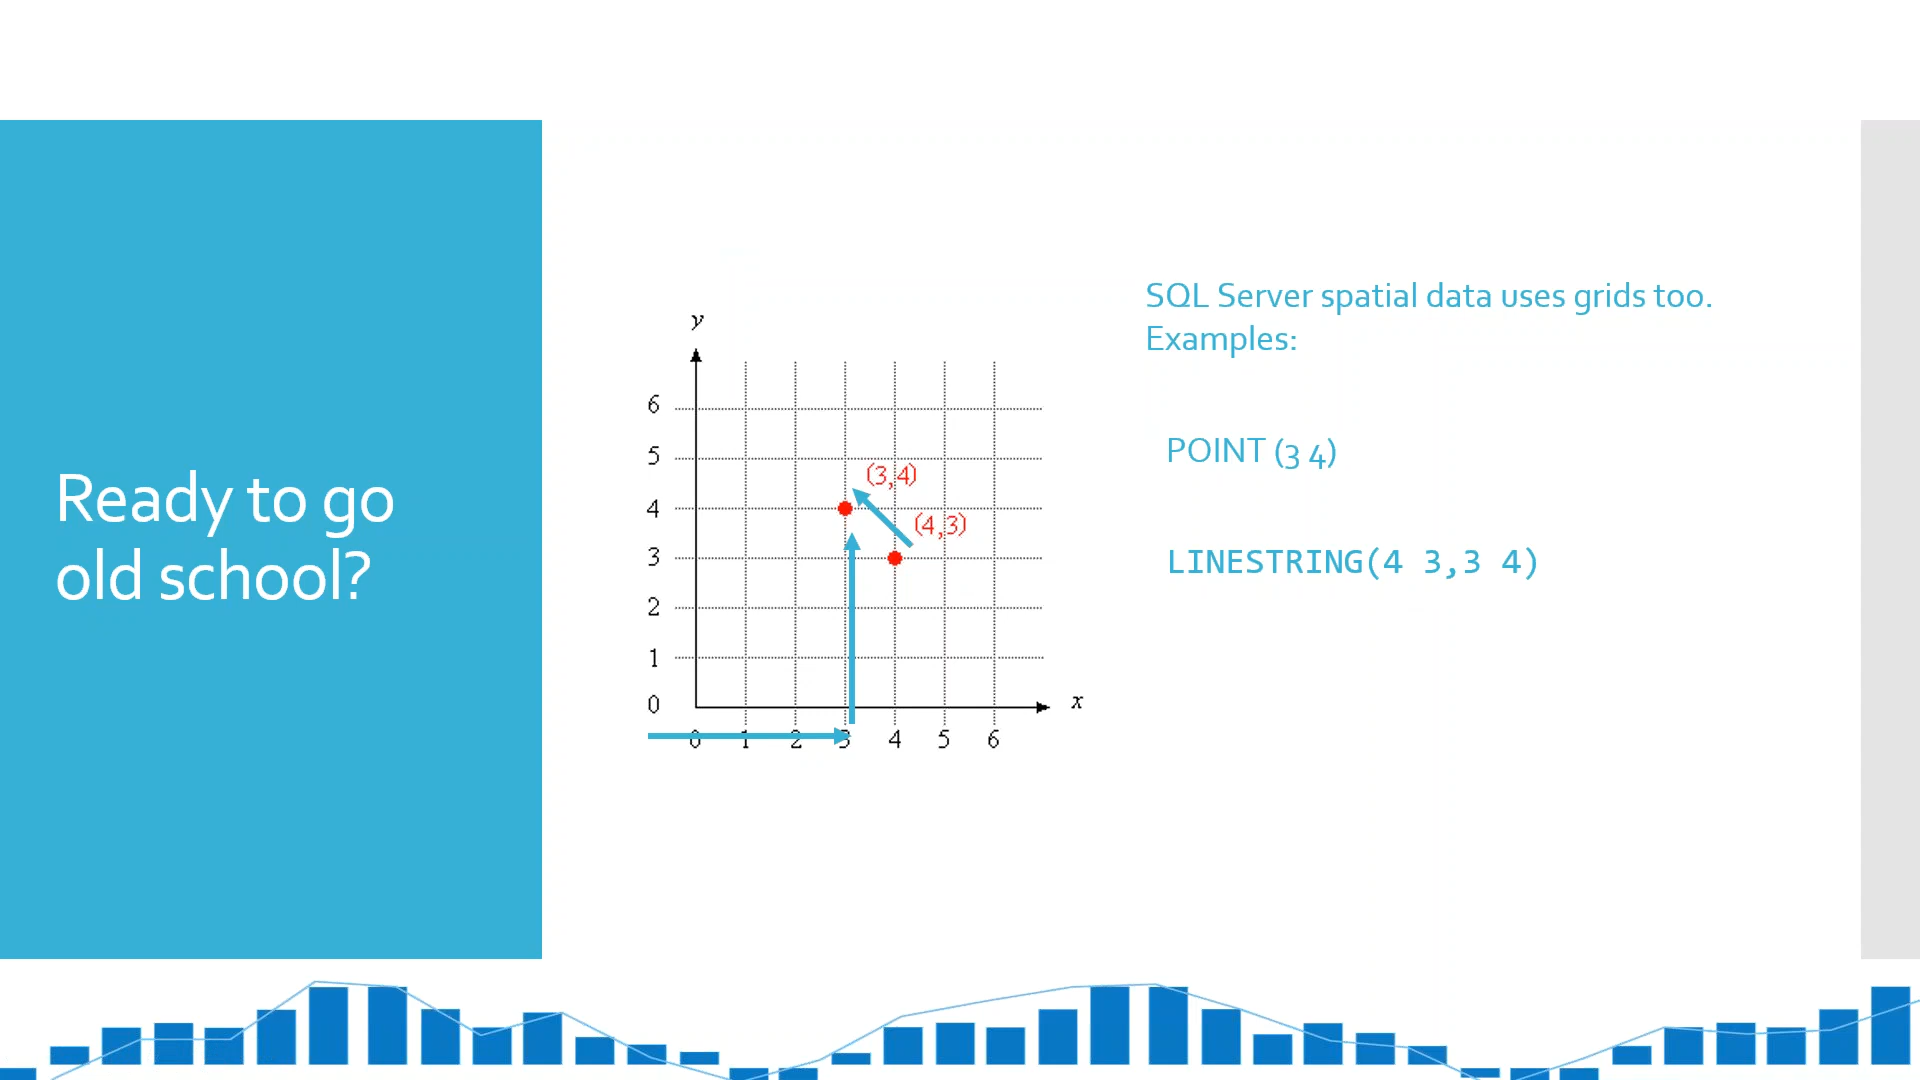 Ready to go
old school?
y
6
5
4
3
2
1
0
(3,4)
(4,3)
x
0 1 2 3 4 5 6
SQL Server spatial data uses grids too.
Examples:
POINT (3 4)
LINESTRING(4 3,3 4)